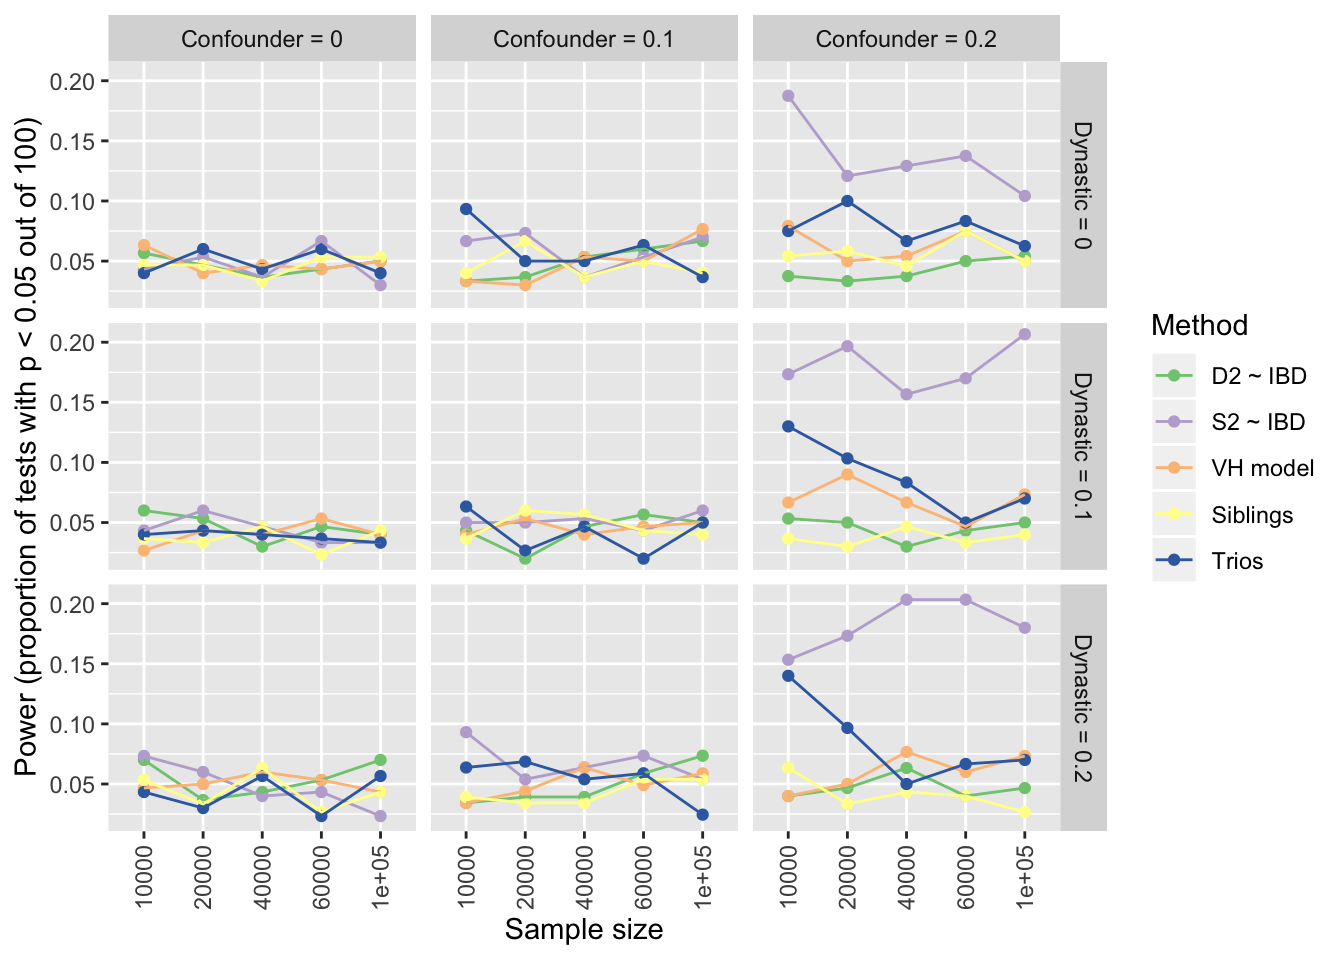 Confounder = 0
Confounder = 0.1
Confounder = 0.2
Power (proportion of tests with p < 0.05 out of 100)
0.20
0.15
0.10
0.05
Dynastic = 0
0.20
0.15
0.10
0.05
Dynastic = 0.1
0.20
0.15
0.10
0.05
Dynastic = 0.2
10000
20000
40000
60000
1e+05
10000
20000
40000
60000
1e+05
10000
20000
40000
60000
1e+05
Sample size
Method
D2 ~ IBD
S2 ~ IBD
VH model
Siblings
Trios